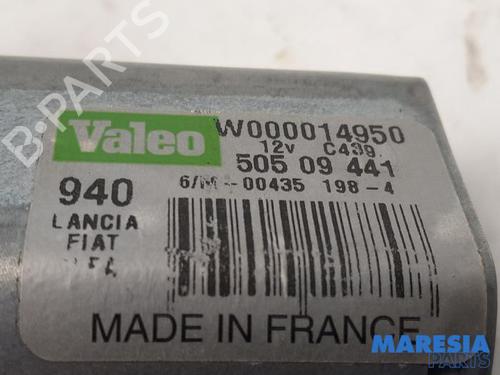 B-PARTS
Valeo
W000014950
12v C439
505 09 441
940
6/M -00435 198-4
LANCIA
FIAT
MADE IN FRANCE
MARESIA
PARTS